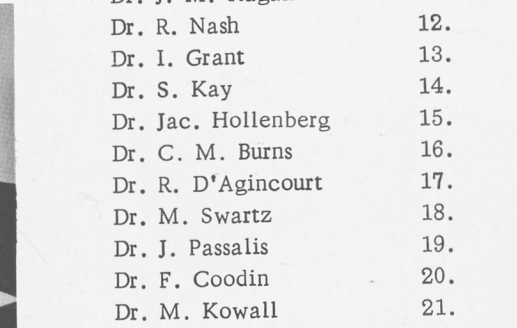 Dr. R. Nash 12.
Dr. I. Grant 13.
Dr. S. Kay 14.
Dr. Jac. Hollenberg 15.
Dr. C. M. Burns 16.
Dr. R. D'Agincourt 17.
Dr. M. Swartz 18.
Dr. J. Passalis 19.
Dr. F. Coodin 20.
Dr. M. Kowall 21.